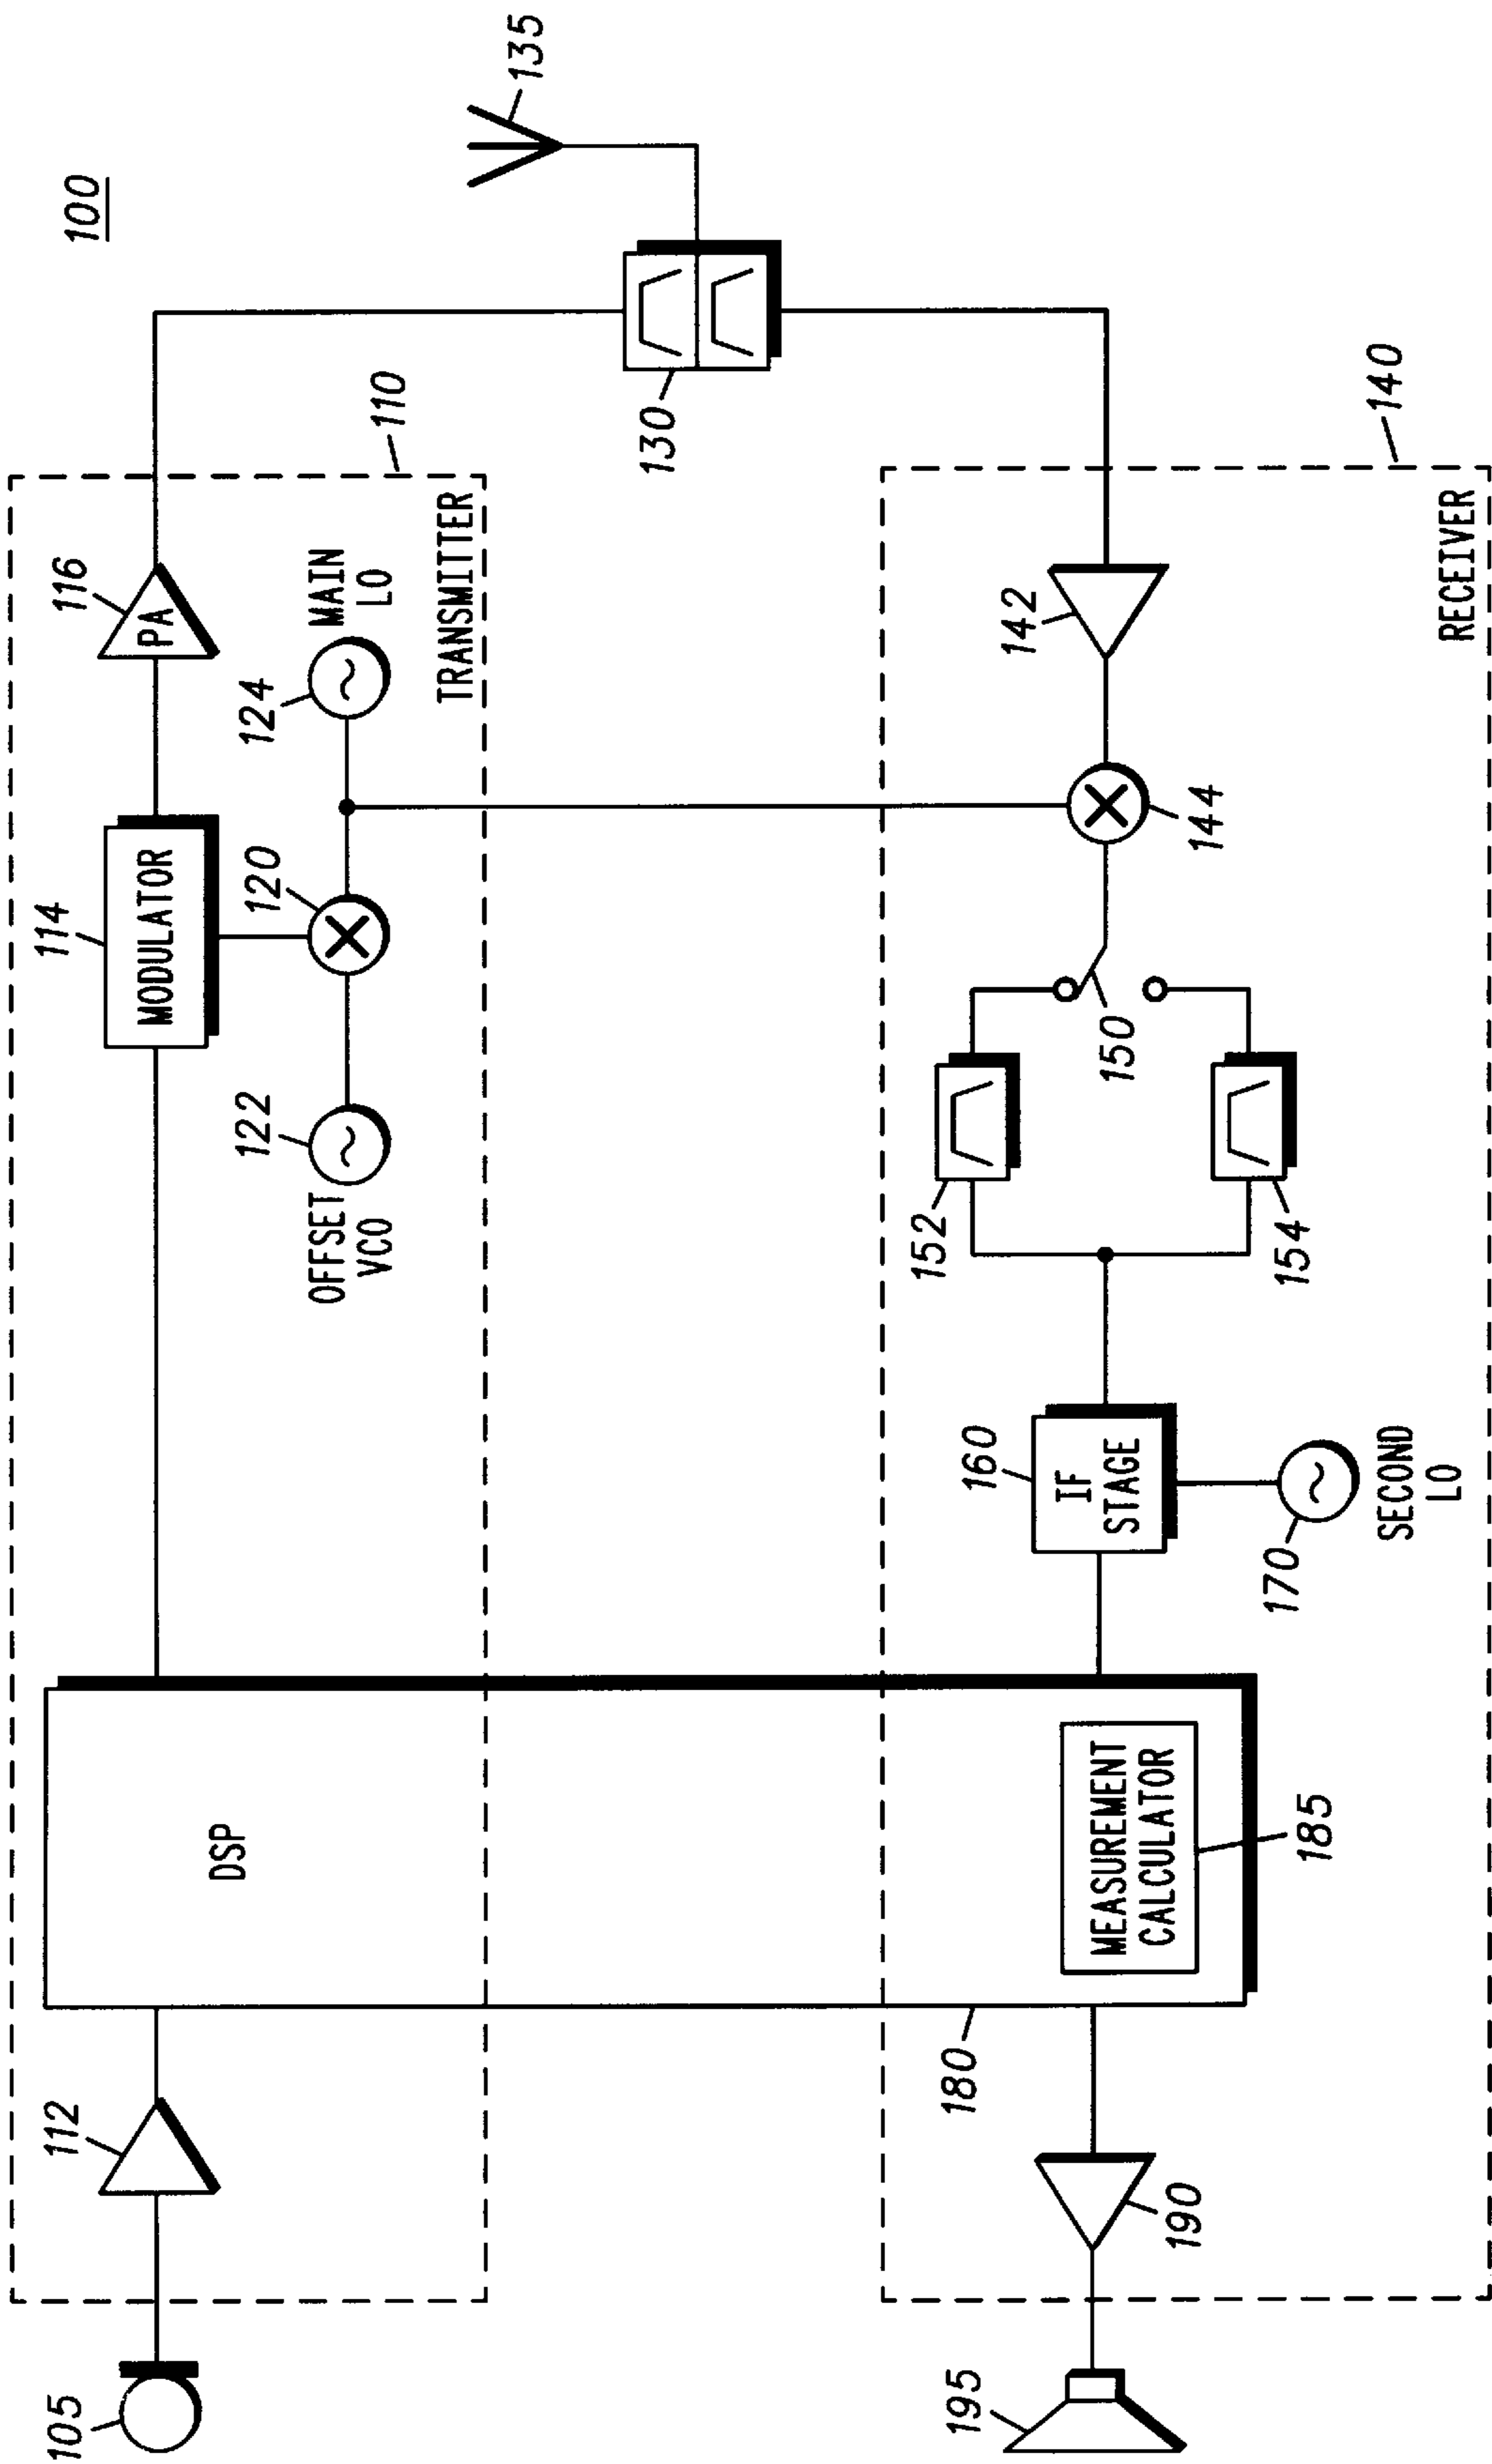 100
105
112
DSP
114
MODULATOR
116
PA
120
122
OFFSET
VCO
124
MAIN
LO
TRANSMITTER
110
130
135
195
190
180
MEASUREMENT
CALCULATOR
185
160
IF
STAGE
170
SECOND
LO
152
154
150
144
142
RECEIVER
140